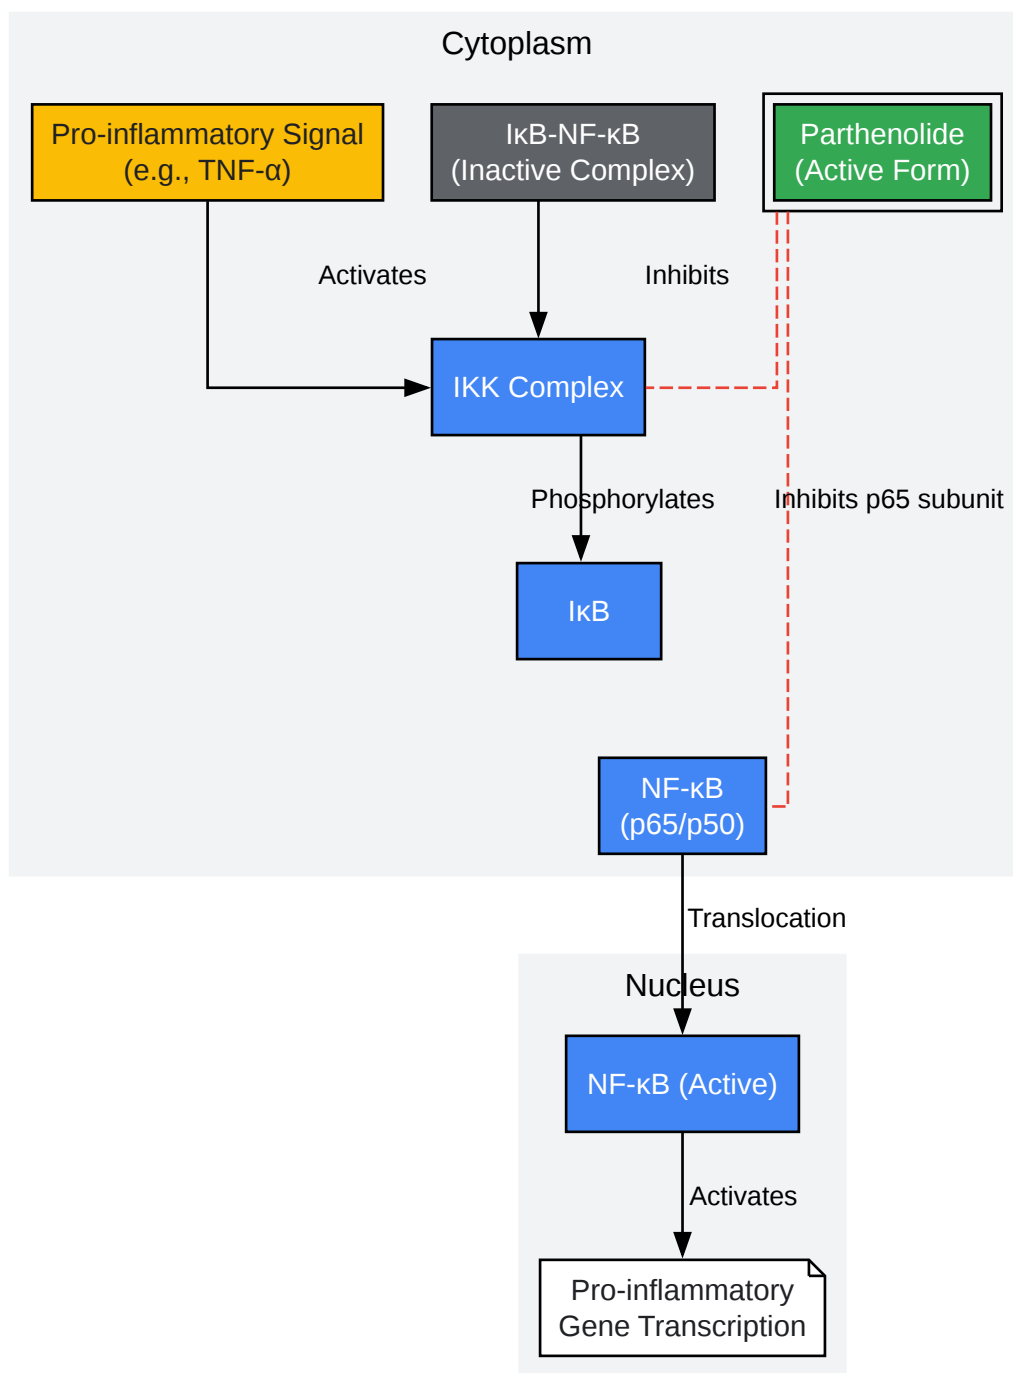 Cytoplasm
Pro-inflammatory Signal
(e.g., TNF-α)
IκB-NF-κB
(Inactive Complex)
Parthenolide
(Active Form)
Activates
Inhibits
IKK Complex
Phosphorylates
Inhibits p65 subunit
IκB
NF-κB
(p65/p50)
Translocation
Nucleus
NF-κB (Active)
Activates
Pro-inflammatory
Gene Transcription